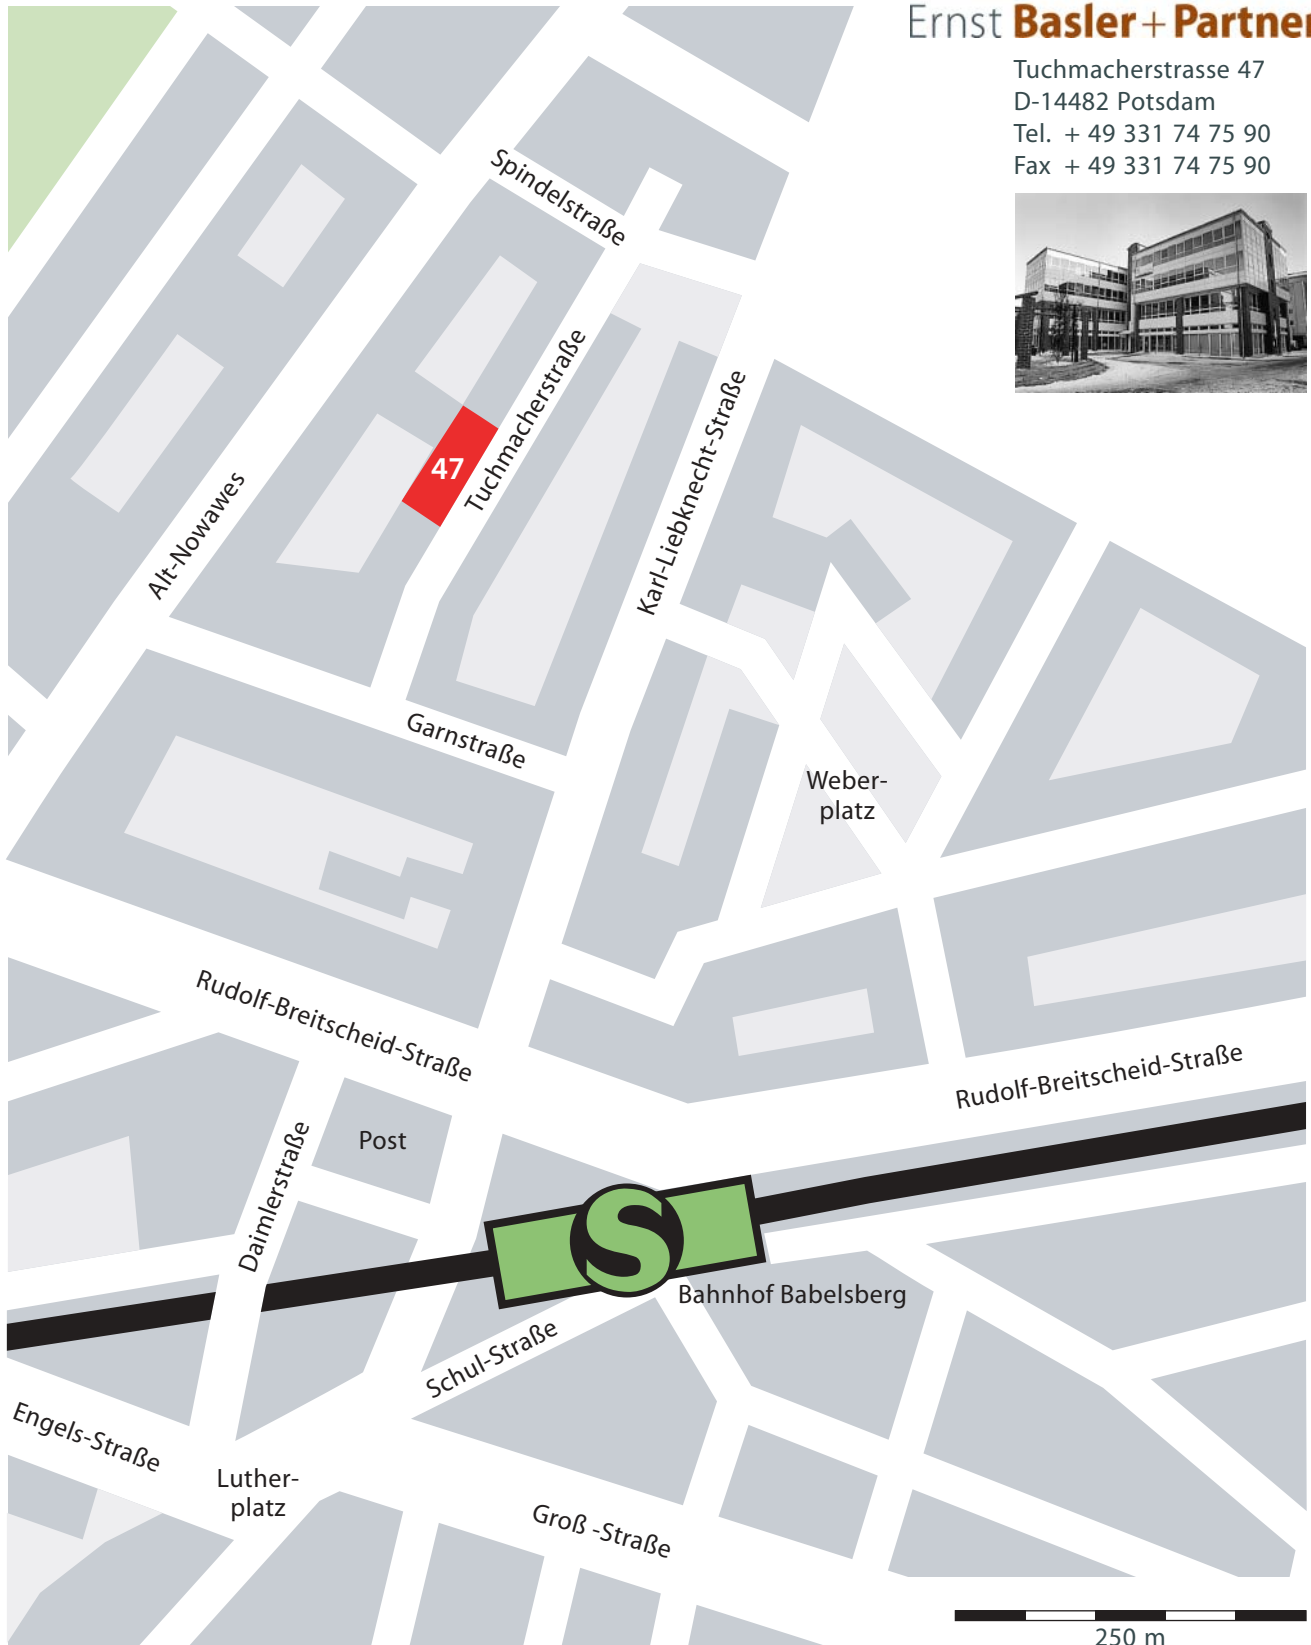 Ernst Basler + Partner
Tuchmacherstrasse 47
D-14482 Potsdam
Tel. + 49 331 74 75 90
Fax + 49 331 74 75 90
Spindelstraße
Tuchmacherstraße
47
Karl-Liebknecht-Straße
Alt-Nowawes
Garnstraße
Weber-
platz
Rudolf-Breitscheid-Straße
Rudolf-Breitscheid-Straße
Post
Daimlerstraße
S
Bahnhof Babelsberg
Schul-Straße
Engels-Straße
Luther-
platz
Groß -Straße
250 m